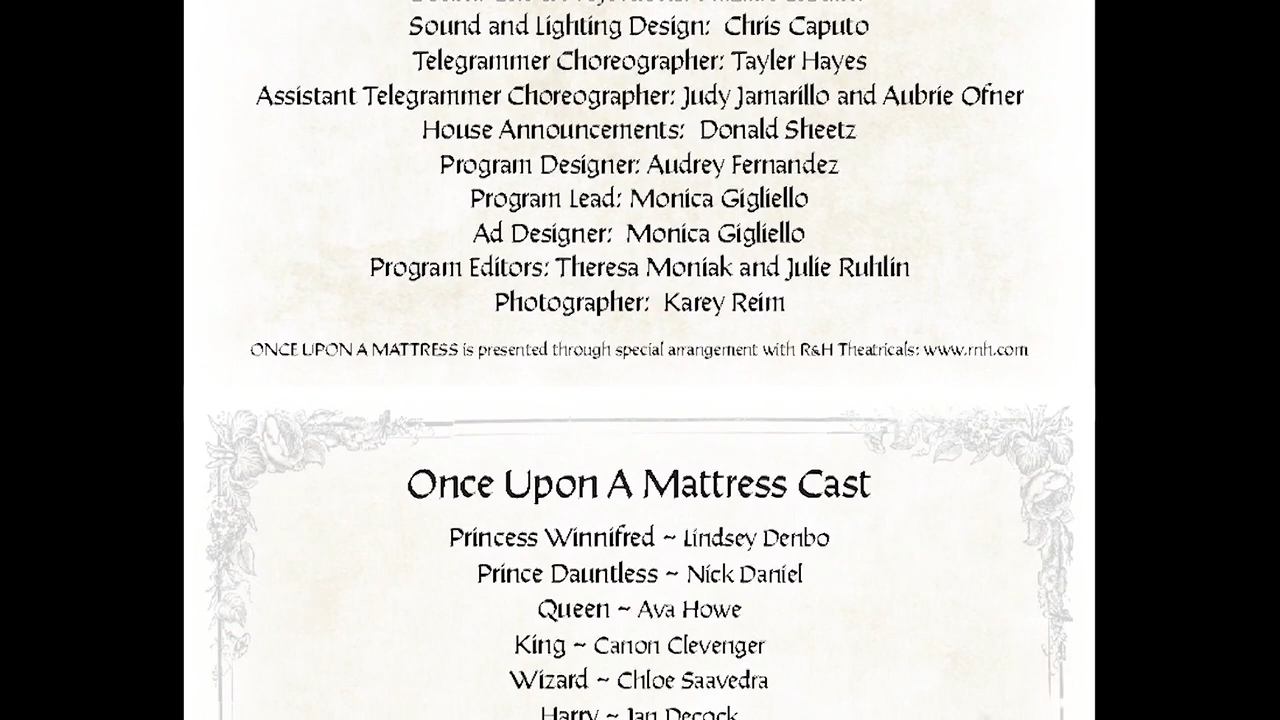 Sound and Lighting Design: Chris Caputo
Telegrammer Choreographer: Tayler Hayes
Assistant Telegrammer Choreographer: Judy Jamarillo and Aubrie Ofner
House Announcements: Donald Sheetz
Program Designer: Audrey Fernandez
Program Lead: Monica Gigliello
Ad Designer: Monica Gigliello
Program Editors: Theresa Moniak and Julie Ruhlin
Photographer: Karey Reim
ONCE UPON A MATTRESS is presented through special arrangement with R&H Theatricals: www.rnh.com
Once Upon A Mattress Cast
Princess Winnifred ~ Lindsey Denbo
Prince Dauntless ~ Nick Daniel
Queen ~ Ava Howe
King ~ Canon Clevenger
Wizard ~ Chloe Saavedra
Harry ~ Ian Decock